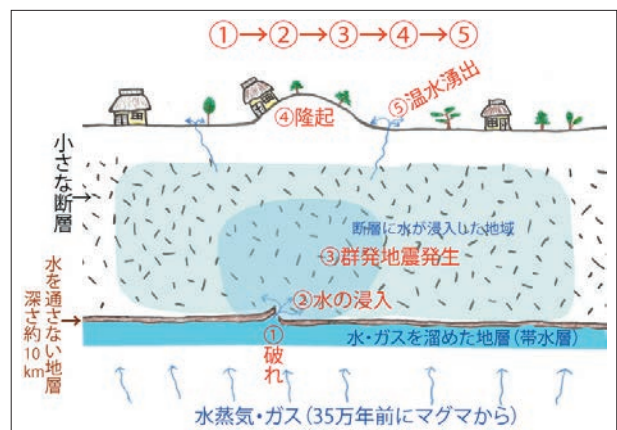 ①→②→③→④→⑤
⑤温水湧出
④隆起
小さな断層→
断層に水が浸入した地域
③群発地震発生
②水の浸入
水を通さない地層→
深さ約10km
①破れ
水・ガスを溜めた地層(帯水層)
水蒸気・ガス(35万年前にマグマから)